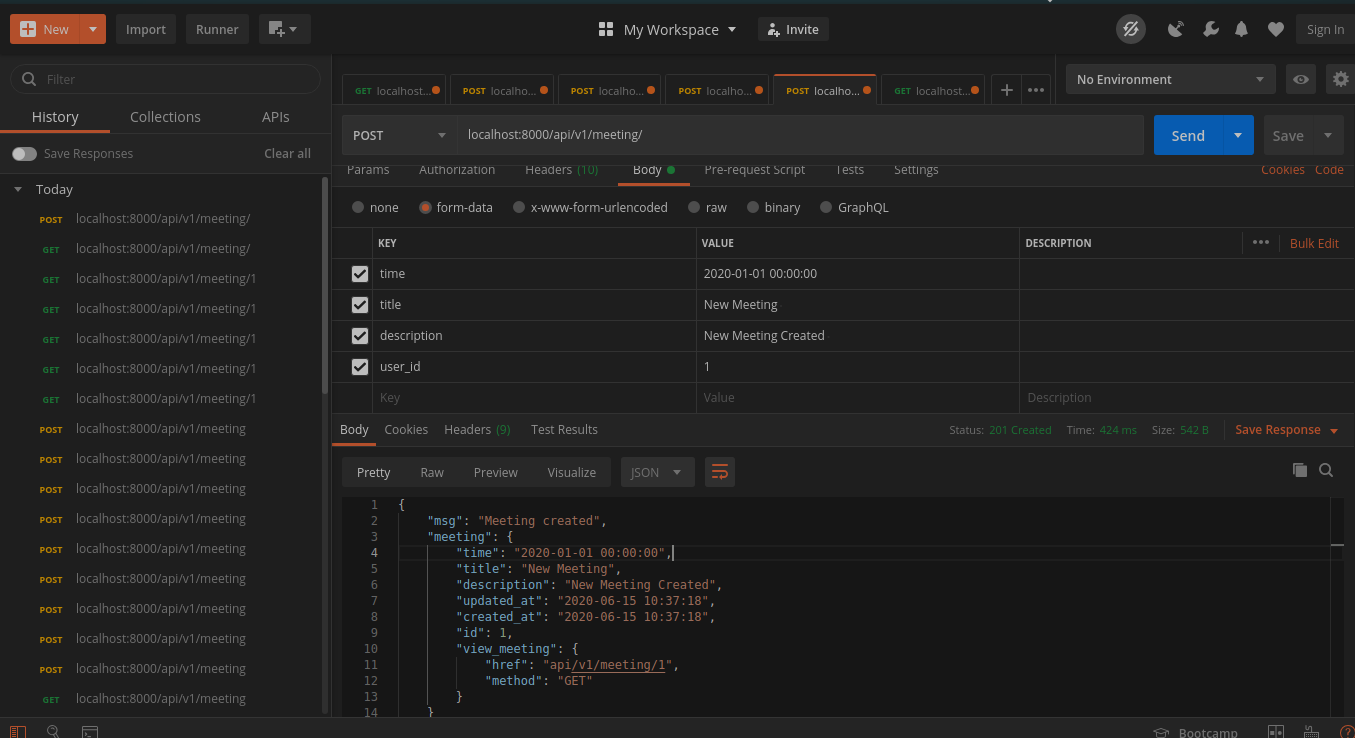 New
Import
Runner
My Workspace
Invite
Sign In
Filter
History
Collections
APIs
Save Responses
Clear all
Today
POST localhost:8000/api/v1/meeting/
GET localhost:8000/api/v1/meeting/
GET localhost:8000/api/v1/meeting/1
GET localhost:8000/api/v1/meeting/1
GET localhost:8000/api/v1/meeting/1
GET localhost:8000/api/v1/meeting/1
GET localhost:8000/api/v1/meeting/1
POST localhost:8000/api/v1/meeting
POST localhost:8000/api/v1/meeting
POST localhost:8000/api/v1/meeting
POST localhost:8000/api/v1/meeting
POST localhost:8000/api/v1/meeting
POST localhost:8000/api/v1/meeting
POST localhost:8000/api/v1/meeting
POST localhost:8000/api/v1/meeting
POST localhost:8000/api/v1/meeting
GET localhost:8000/api/v1/meeting
GET localhost...
POST localho...
POST localho...
POST localho...
POST localho...
GET localhost...
No Environment
POST
localhost:8000/api/v1/meeting/
Send
Save
Params
Authorization
Headers (10)
Body
Pre-request Script
Tests
Settings
Cookies
Code
none
form-data
x-www-form-urlencoded
raw
binary
GraphQL
KEY VALUE DESCRIPTION
Bulk Edit
time 2020-01-01 00:00:00
title New Meeting
description New Meeting Created
user_id 1
Key Value Description
Body
Cookies
Headers (9)
Test Results
Status: 201 Created
Time: 424 ms
Size: 542 B
Save Response
Pretty
Raw
Preview
Visualize
JSON
1 {
2 "msg": "Meeting created",
3 "meeting": {
4 "time": "2020-01-01 00:00:00",
5 "title": "New Meeting",
6 "description": "New Meeting Created",
7 "updated_at": "2020-06-15 10:37:18",
8 "created_at": "2020-06-15 10:37:18",
9 "id": 1,
10 "view_meeting": {
11 "href": "api/v1/meeting/1",
12 "method": "GET"
13 }
14 }
Bootcamp